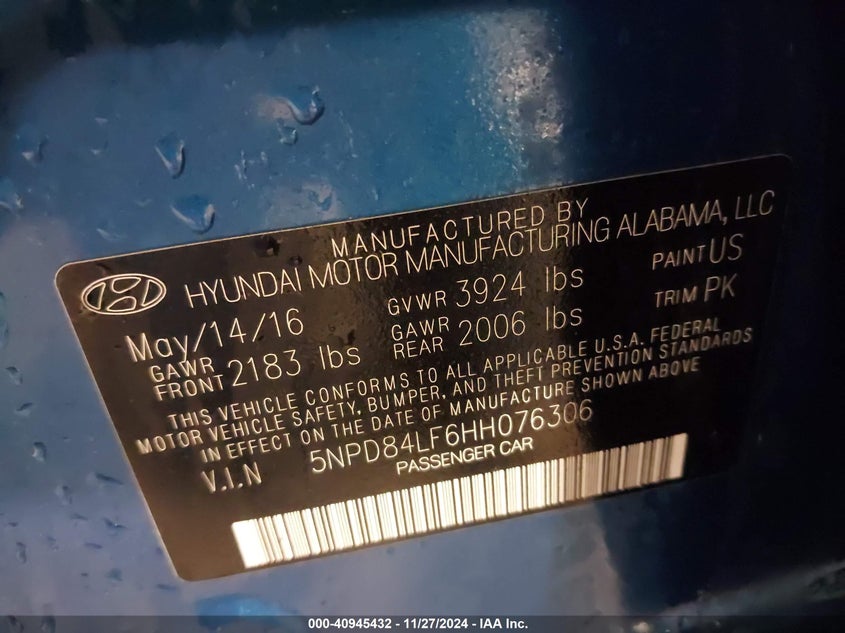 MANUFACTURED BY
HYUNDAI MOTOR MANUFACTURING ALABAMA, LLC
May/14/16 GVWR 3924 lbs PAINT US
GAWR FRONT 2183 lbs GAWR REAR 2006 lbs TRIM PK
THIS VEHICLE CONFORMS TO ALL APPLICABLE U.S.A. FEDERAL
MOTOR VEHICLE SAFETY, BUMPER, AND THEFT PREVENTION STANDARDS
IN EFFECT ON THE DATE OF MANUFACTURE SHOWN ABOVE
V.I.N 5NPD84LF6HH076306
PASSENGER CAR
000-40945432 - 11/27/2024 - IAA Inc.